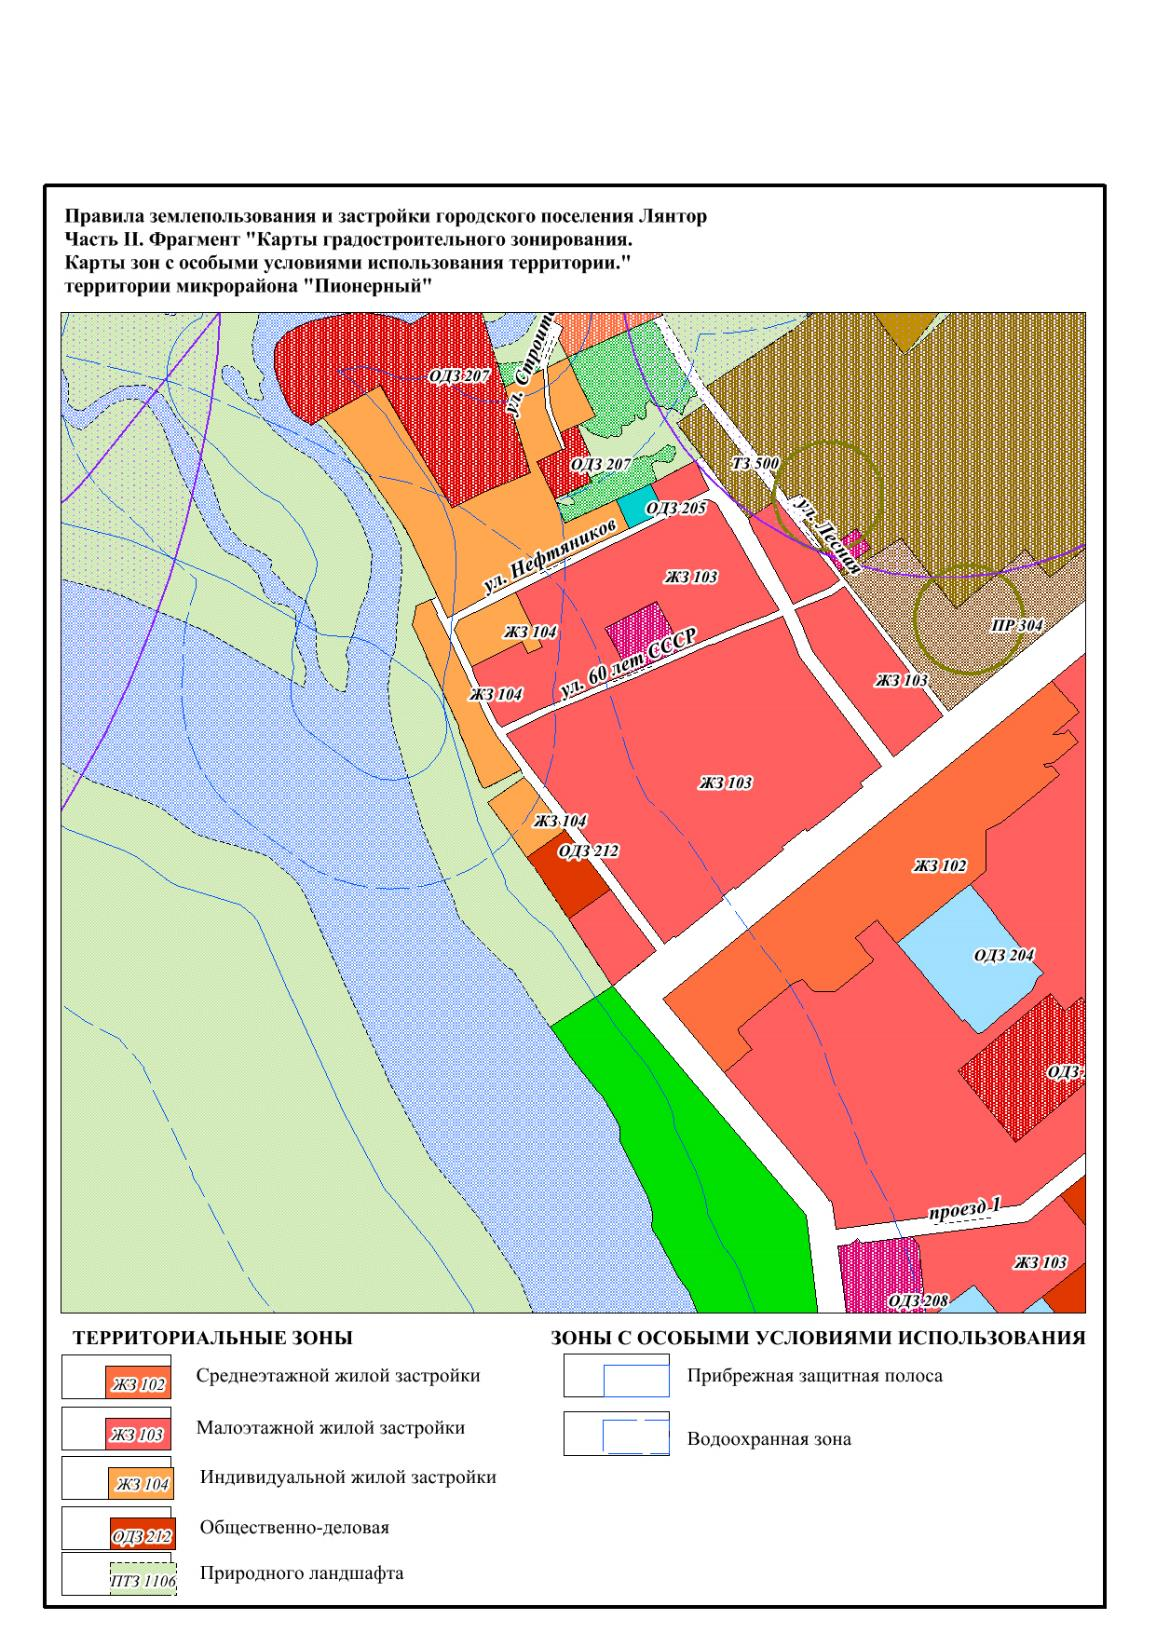 Правила землепользования и застройки городского поселения Лянтор
Часть II. Фрагмент "Карты градостроительного зонирования.
Карты зон с особыми условиями использования территории."
территории микрорайона "Пионерный"
ОДЗ 207
ОДЗ 207
ТЗ 500
ОДЗ 205
ул. Лесная
ул. Нефтяников
ЖЗ 103
ПР 304
ЖЗ 104
ул. 60 лет СССР
ЖЗ 103
ЖЗ 104
ЖЗ 103
ЖЗ 104
ОДЗ 212
ЖЗ 102
ОДЗ 204
проезд 1
ЖЗ 103
ОДЗ 208
ТЕРРИТОРИАЛЬНЫЕ ЗОНЫ
ЗОНЫ С ОСОБЫМИ УСЛОВИЯМИ ИСПОЛЬЗОВАНИЯ
ЖЗ 102 Среднеэтажной жилой застройки
Прибрежная защитная полоса
ЖЗ 103 Малоэтажной жилой застройки
Водоохранная зона
ЖЗ 104 Индивидуальной жилой застройки
ОДЗ 212 Общественно-деловая
ПТЗ 1106 Природного ландшафта